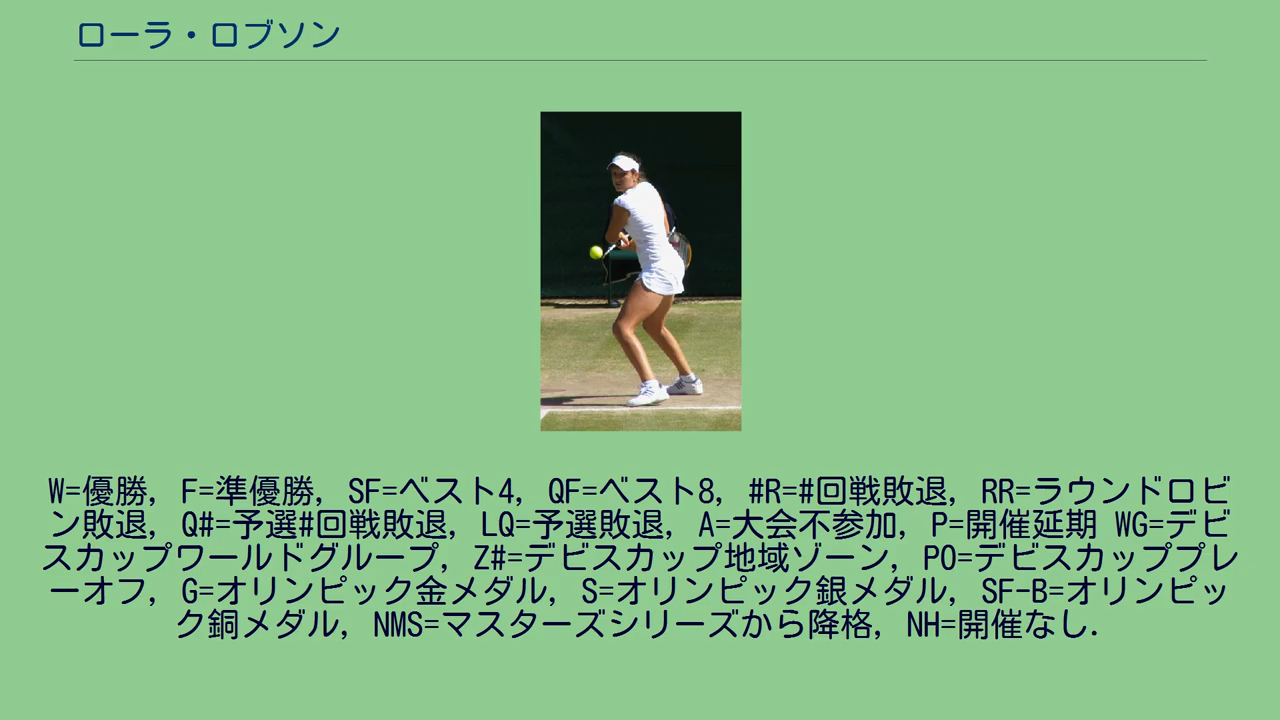 ローラ・ロブソン
W=優勝, F=準優勝, SF=ベスト4, QF=ベスト8, #R=#回戦敗退, RR=ラウンドロビ
ン敗退, Q#=予選#回戦敗退, LQ=予選敗退, A=大会不参加, P=開催延期 WG=デビ
スカップワールドグループ, Z#=デビスカップ地域ゾーン, PO=デビスカッププレ
ーオフ, G=オリンピック金メダル, S=オリンピック銀メダル, SF-B=オリンピッ
ク銅メダル, NMS=マスターズシリーズから降格, NH=開催なし.